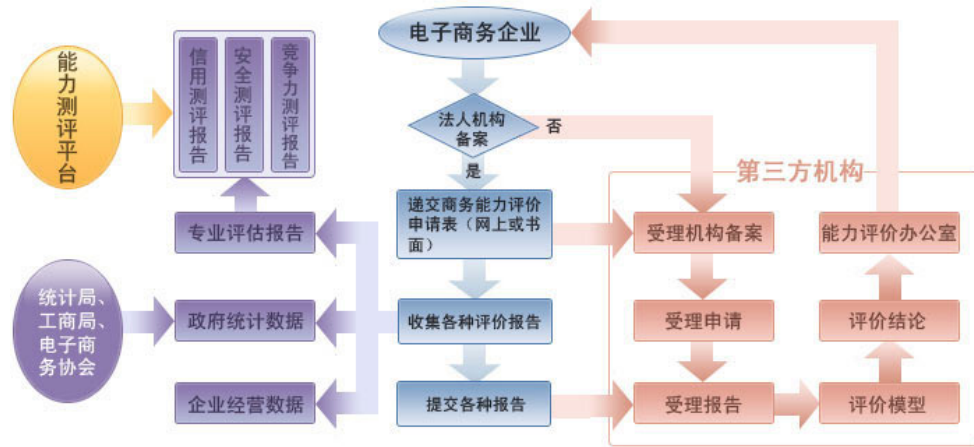 电子商务企业
能力测评平台
信用测评报告
安全测评报告
竞争力测评报告
法人机构
备案
否
是
第三方机构
递交商务能力评价
申请表（网上或书
面）
专业评估报告
受理机构备案
能力评价办公室
统计局、
工商局、
电子商
务协会
政府统计数据
收集各种评价报告
受理申请
评价结论
企业经营数据
提交各种报告
受理报告
评价模型